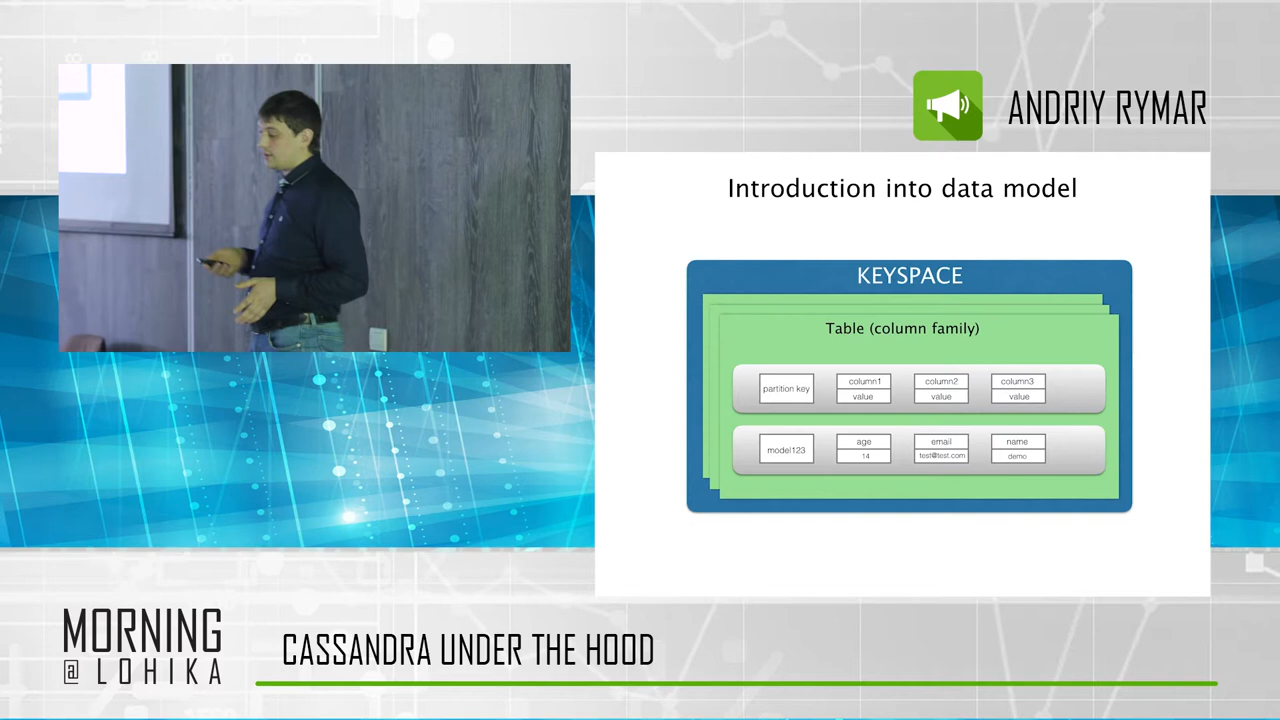 ANDRIY RYMAR
Introduction into data model
KEYSPACE
Table (column family)
partition key
column1
value
column2
value
column3
value
model123
age
14
email
test@test.com
name
demo
MORNING
@ LOHIKA
CASSANDRA UNDER THE HOOD